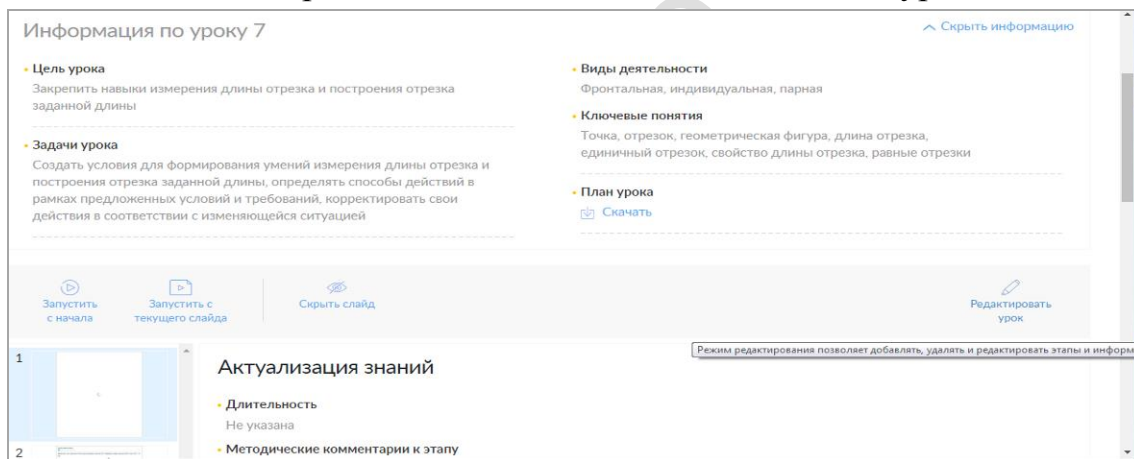 Информация по уроку 7
Скрыть информацию
Цель урока
Закрепить навыки измерения длины отрезка и построения отрезка
заданной длины
Задачи урока
Создать условия для формирования умений измерения длины отрезка и
построения отрезка заданной длины, определять способы действий в
рамках предложенных условий и требований, корректировать свои
действия в соответствии с изменяющейся ситуацией
Виды деятельности
Фронтальная, индивидуальная, парная
Ключевые понятия
Точка, отрезок, геометрическая фигура, длина отрезка,
единичный отрезок, свойство длины отрезка, равные отрезки
План урока
Скачать
Запустить
с начала
Запустить с
текущего слайда
Скрыть слайд
Редактировать
урок
Режим редактирования позволяет добавлять, удалять и редактировать этапы и информ
1
Актуализация знаний
Длительность
Не указана
Методические комментарии к этапу
2